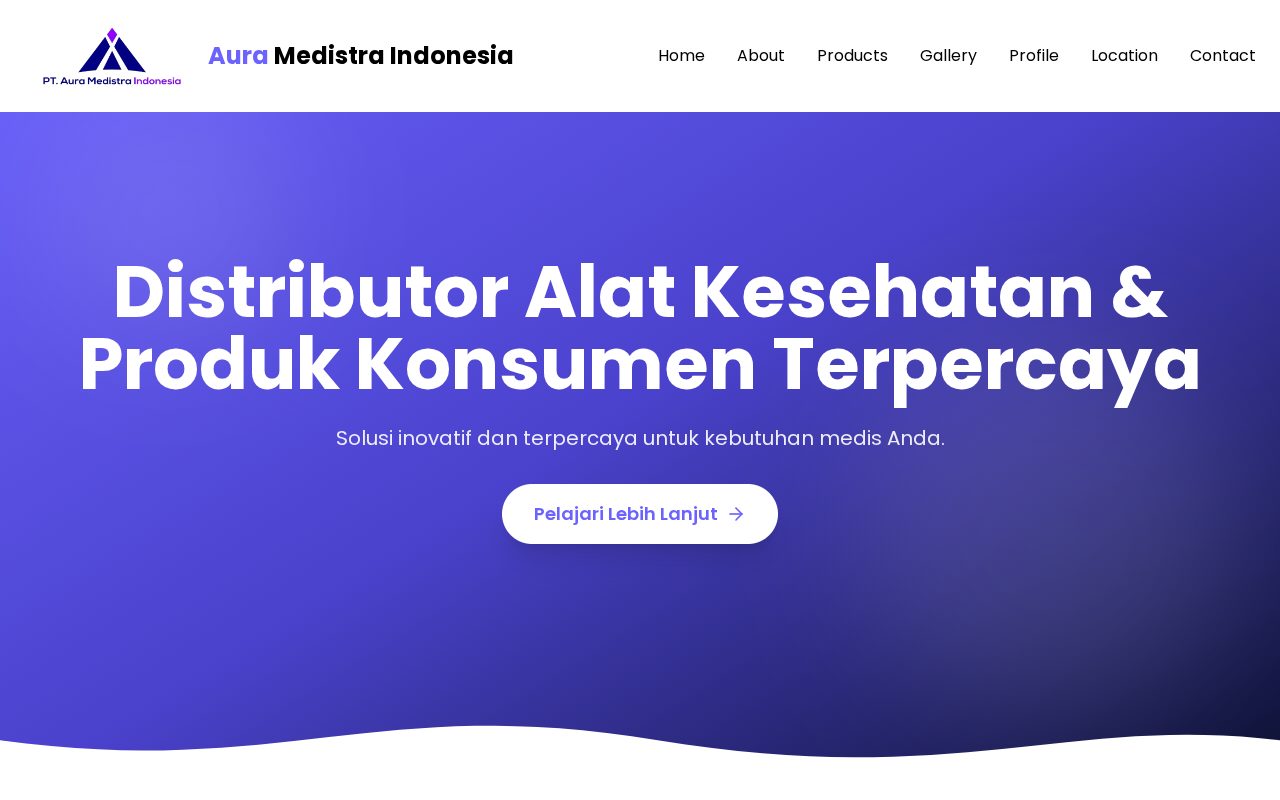 PT. Aura Medistra Indonesia
Aura Medistra Indonesia
Home
About
Products
Gallery
Profile
Location
Contact
Distributor Alat Kesehatan &
Produk Konsumen Terpercaya
Solusi inovatif dan terpercaya untuk kebutuhan medis Anda.
Pelajari Lebih Lanjut